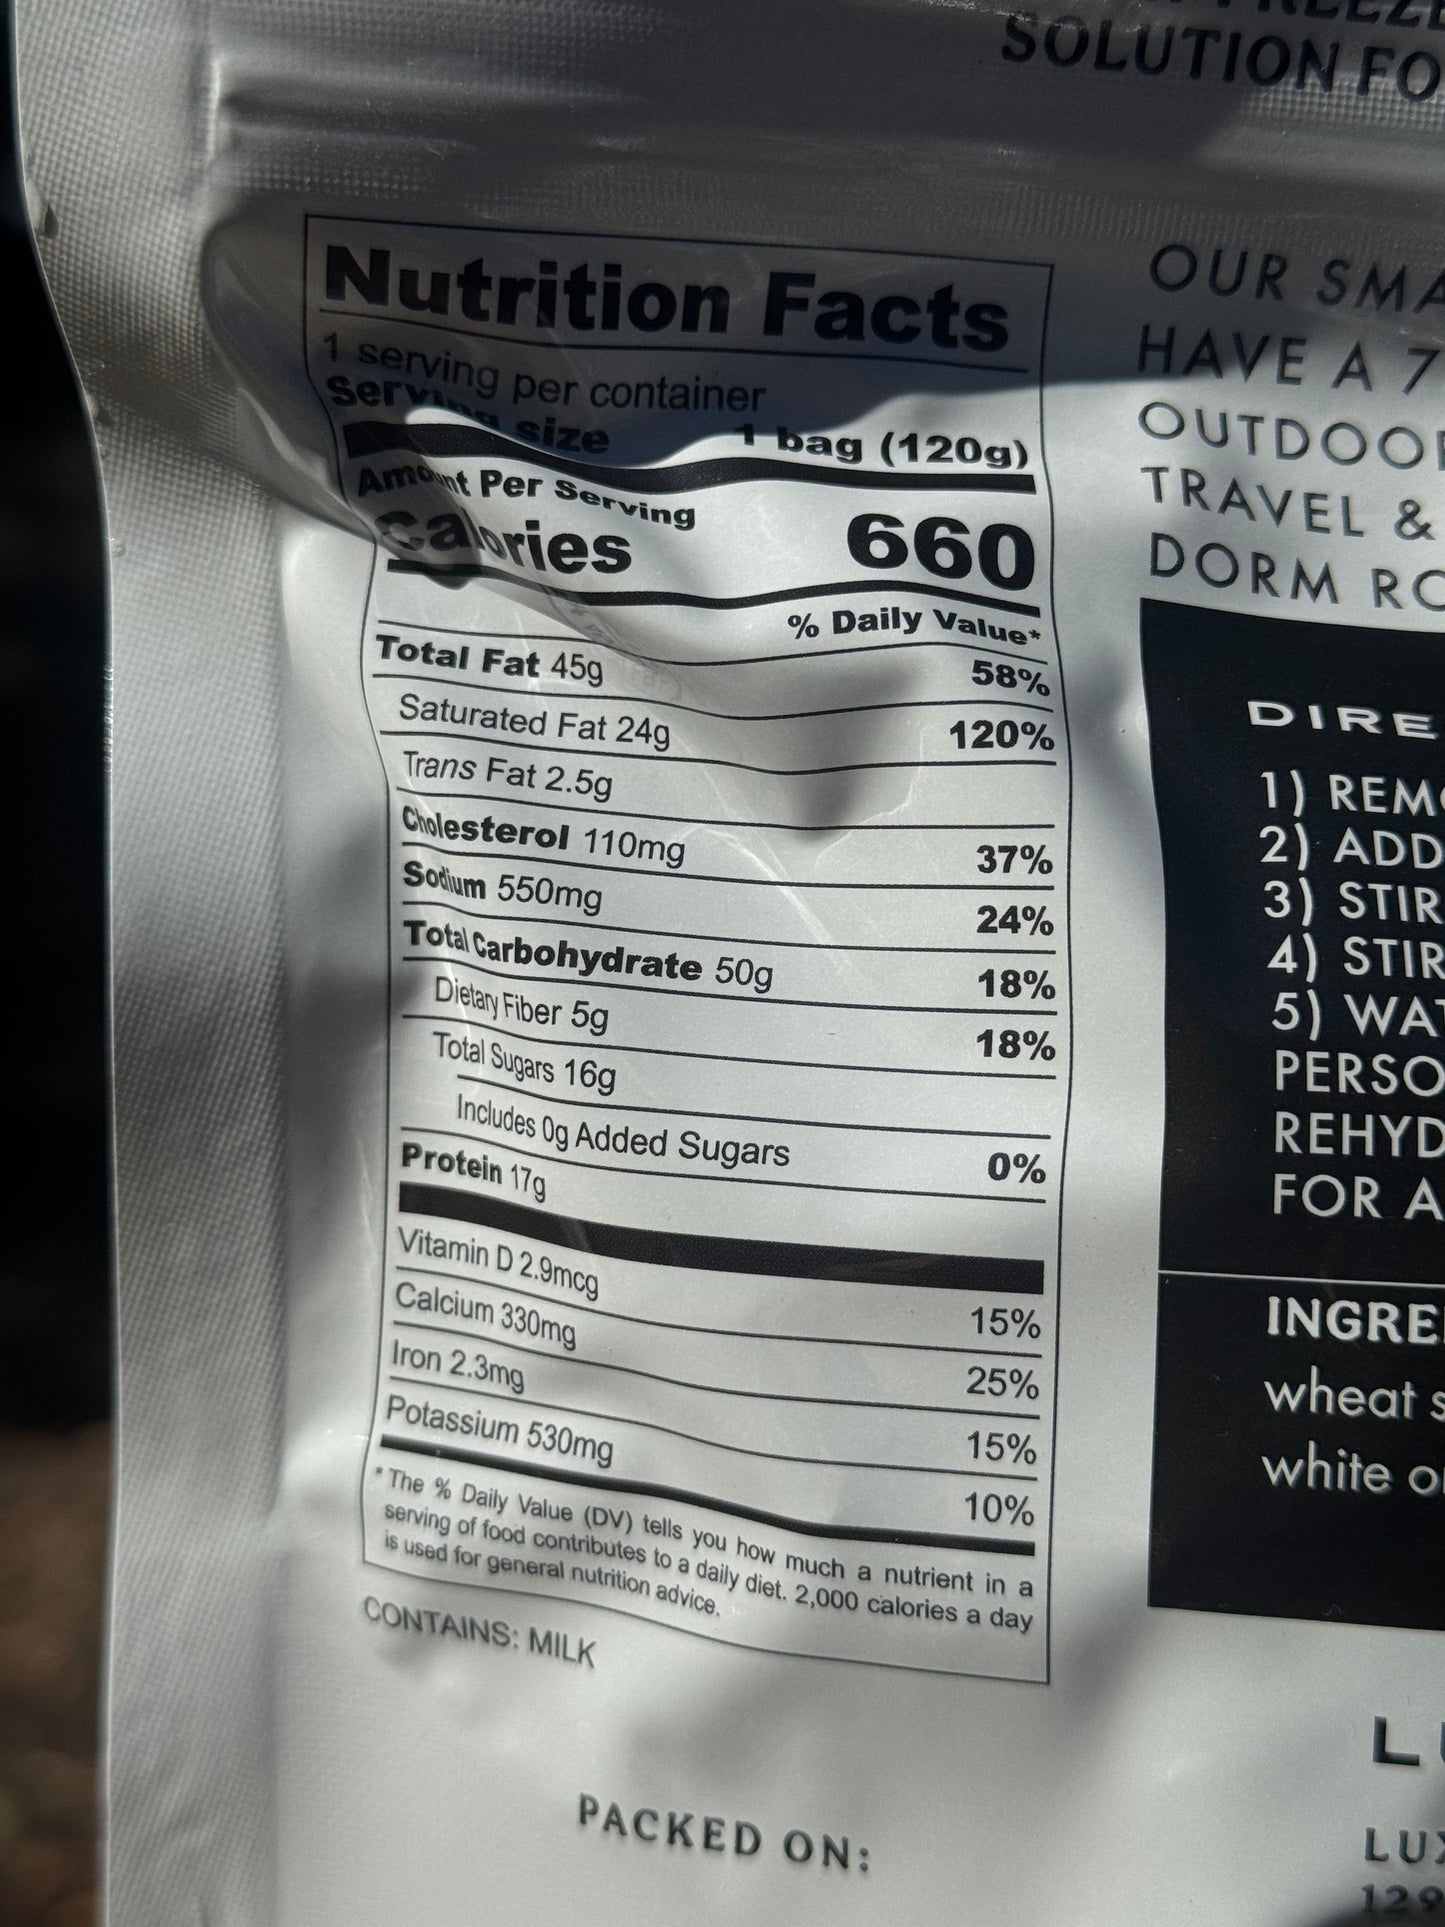 SOLUTION FO
Nutrition Facts
1 serving per container
Serving size 1 bag (120g)
Amount Per Serving
Calories 660
% Daily Value*
Total Fat 45g 58%
Saturated Fat 24g 120%
Trans Fat 2.5g
Cholesterol 110mg 37%
Sodium 550mg 24%
Total Carbohydrate 50g 18%
Dietary Fiber 5g 18%
Total Sugars 16g
Includes 0g Added Sugars 0%
Protein 17g
Vitamin D 2.9mcg 15%
Calcium 330mg 25%
Iron 2.3mg 15%
Potassium 530mg 10%
* The % Daily Value (DV) tells you how much a nutrient in a
serving of food contributes to a daily diet. 2,000 calories a day
is used for general nutrition advice.
CONTAINS: MILK
PACKED ON:
OUR SMA
HAVE A 7
OUTDOO
TRAVEL &
DORM RO
DIRE
1) REMO
2) ADD
3) STIR
4) STIR
5) WAT
PERSO
REHYD
FOR A
INGRE
wheat s
white o
LU
LUX
129